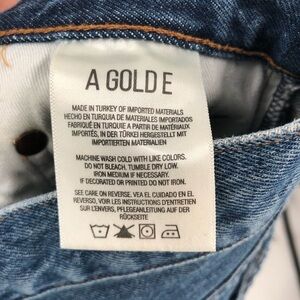 A GOLD E
MADE IN TURKEY OF IMPORTED MATERIALS
HECHO EN TURQUIA DE MATERIALES IMPORTADOS
FABRIQUÉ EN TURQUIE A PARTIR DE MATÉRIAUX
IMPORTÉS, IN DER TÜRKEI HERGESTELLT MIT
IMPORTIERTEN MATERIALIEN
MACHINE WASH COLD WITH LIKE COLORS.
DO NOT BLEACH. TUMBLE DRY LOW.
IRON MEDIUM IF NECESSARY.
IF DECORATED OR PRINTED DO NOT IRON.
SEE CARE ON REVERSE. VEA EL CUIDADO EN EL
REVERSO, VOIR LES INSTRUCTIONS D'ENTRETIEN
SUR L'ENVERS, PFLEGEANLEITUNG AUF DER
RÜCKSEITE